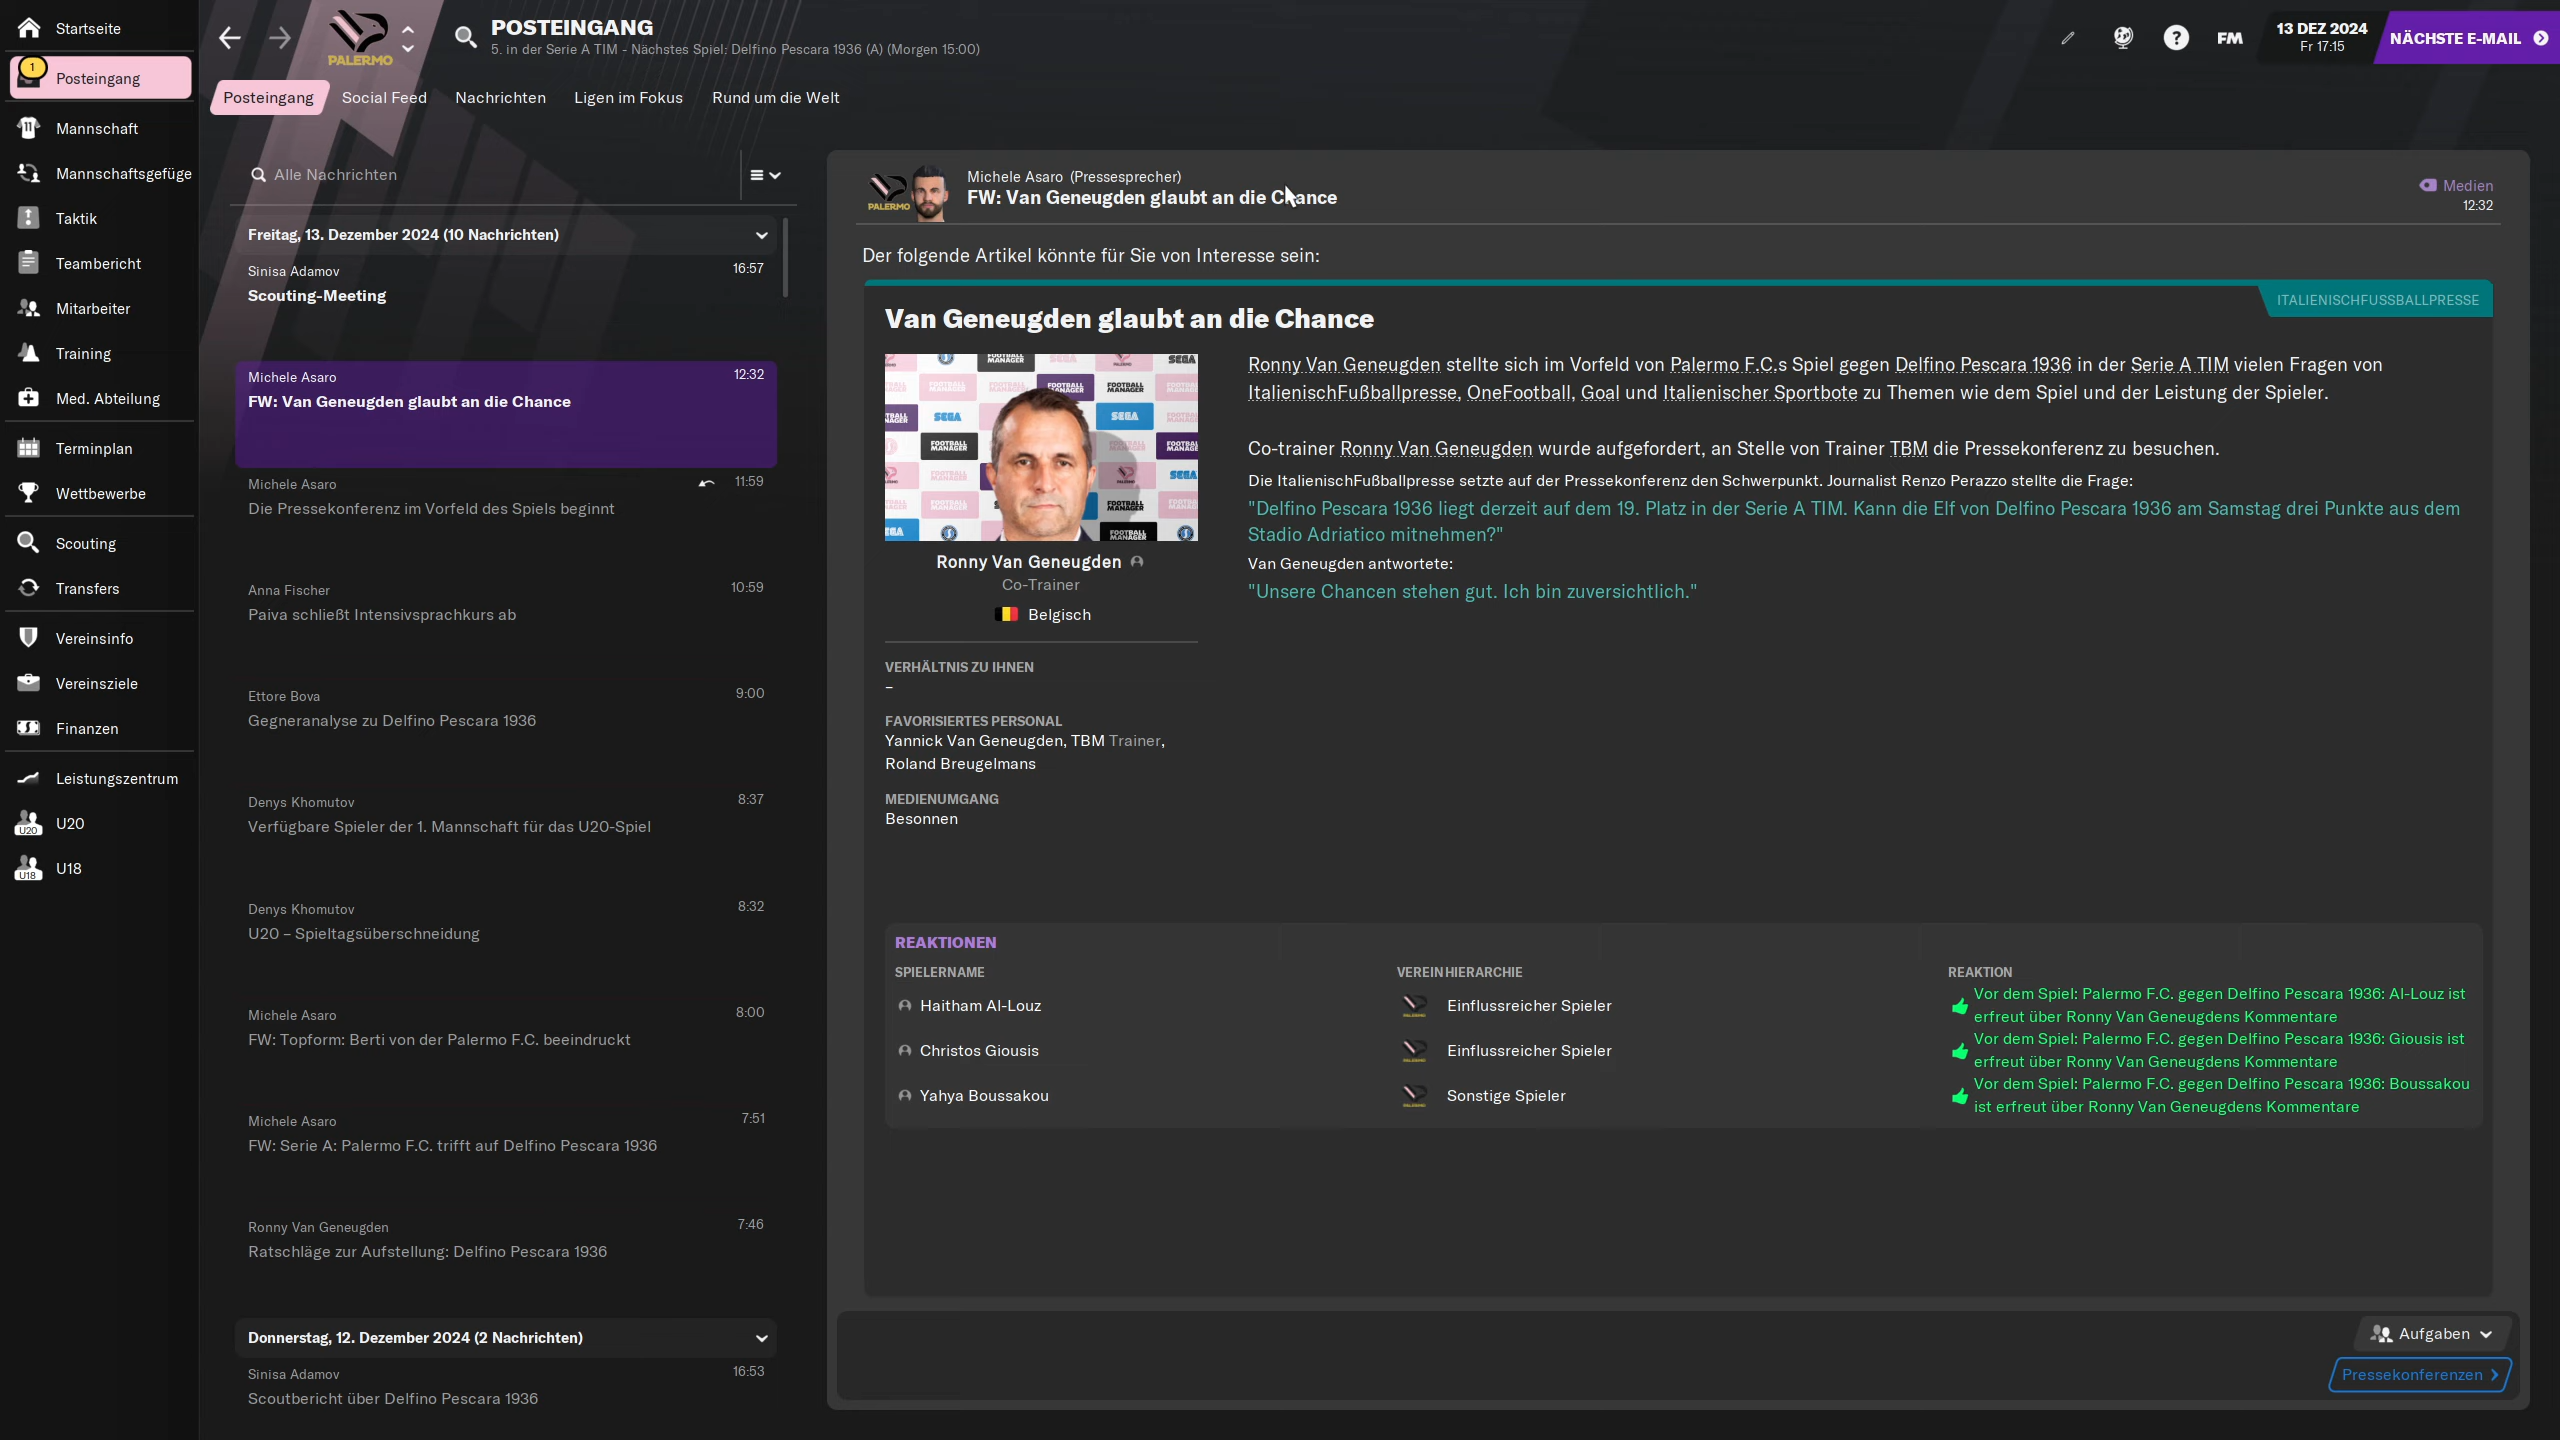 Startseite
1
Posteingang
Mannschaft
Mannschaftsgefüge
Taktik
Teambericht
Mitarbeiter
Training
Med. Abteilung
Terminplan
Wettbewerbe
Scouting
Transfers
Vereinsinfo
Vereinsziele
Finanzen
Leistungszentrum
U20
U20
U18
U18
PALERMO
POSTEINGANG
5. in der Serie A TIM - Nächstes Spiel: Delfino Pescara 1936 (A) (Morgen 15:00)
FM
13 DEZ 2024
Fr 17:15
NÄCHSTE E-MAIL
Posteingang
Social Feed
Nachrichten
Ligen im Fokus
Rund um die Welt
Alle Nachrichten
Freitag, 13. Dezember 2024 (10 Nachrichten)
Sinisa Adamov 16:57
Scouting-Meeting
Michele Asaro 12:32
FW: Van Geneugden glaubt an die Chance
Michele Asaro 11:59
Die Pressekonferenz im Vorfeld des Spiels beginnt
Anna Fischer 10:59
Paiva schließt Intensivsprachkurs ab
Ettore Bova 9:00
Gegneranalyse zu Delfino Pescara 1936
Denys Khomutov 8:37
Verfügbare Spieler der 1. Mannschaft für das U20-Spiel
Denys Khomutov 8:32
U20 – Spieltagsüberschneidung
Michele Asaro 8:00
FW: Topform: Berti von der Palermo F.C. beeindruckt
Michele Asaro 7:51
FW: Serie A: Palermo F.C. trifft auf Delfino Pescara 1936
Ronny Van Geneugden 7:46
Ratschläge zur Aufstellung: Delfino Pescara 1936
Donnerstag, 12. Dezember 2024 (2 Nachrichten)
Sinisa Adamov 16:53
Scoutbericht über Delfino Pescara 1936
PALERMO
Michele Asaro (Pressesprecher)
FW: Van Geneugden glaubt an die Chance
Medien
12:32
Der folgende Artikel könnte für Sie von Interesse sein:
ITALIENISCHFUSSBALLPRESSE
Van Geneugden glaubt an die Chance
SEGA
FOOTBALL MANAGER
Ronny Van Geneugden
Co-Trainer
Belgisch
VERHÄLTNIS ZU IHNEN
–
FAVORISIERTES PERSONAL
Yannick Van Geneugden, TBM Trainer,
Roland Breugelmans
MEDIENUMGANG
Besonnen
Ronny Van Geneugden stellte sich im Vorfeld von Palermo F.C.s Spiel gegen Delfino Pescara 1936 in der Serie A TIM vielen Fragen von
ItalienischFußballpresse, OneFootball, Goal und Italienischer Sportbote zu Themen wie dem Spiel und der Leistung der Spieler.
Co-trainer Ronny Van Geneugden wurde aufgefordert, an Stelle von Trainer TBM die Pressekonferenz zu besuchen.
Die ItalienischFußballpresse setzte auf der Pressekonferenz den Schwerpunkt. Journalist Renzo Perazzo stellte die Frage:
"Delfino Pescara 1936 liegt derzeit auf dem 19. Platz in der Serie A TIM. Kann die Elf von Delfino Pescara 1936 am Samstag drei Punkte aus dem
Stadio Adriatico mitnehmen?"
Van Geneugden antwortete:
"Unsere Chancen stehen gut. Ich bin zuversichtlich."
REAKTIONEN
SPIELERNAME VEREIN HIERARCHIE REAKTION
Haitham Al-Louz Einflussreicher Spieler Vor dem Spiel: Palermo F.C. gegen Delfino Pescara 1936: Al-Louz ist
erfreut über Ronny Van Geneugdens Kommentare
Christos Giousis Einflussreicher Spieler Vor dem Spiel: Palermo F.C. gegen Delfino Pescara 1936: Giousis ist
erfreut über Ronny Van Geneugdens Kommentare
Yahya Boussakou Sonstige Spieler Vor dem Spiel: Palermo F.C. gegen Delfino Pescara 1936: Boussakou
ist erfreut über Ronny Van Geneugdens Kommentare
Aufgaben
Pressekonferenzen